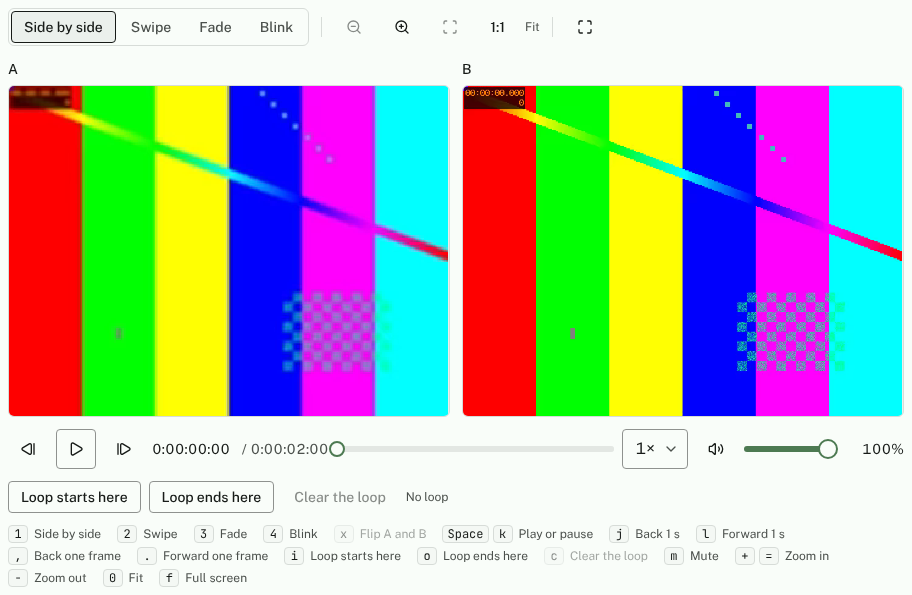 Side by side Swipe Fade Blink 1:1 Fit
A B
00:00:00.000
0
0:00:00:00 / 0:00:02:00 1× 100%
Loop starts here Loop ends here Clear the loop No loop
1 Side by side 2 Swipe 3 Fade 4 Blink x Flip A and B Space k Play or pause j Back 1 s l Forward 1 s
, Back one frame . Forward one frame i Loop starts here o Loop ends here c Clear the loop m Mute + = Zoom in
- Zoom out 0 Fit f Full screen